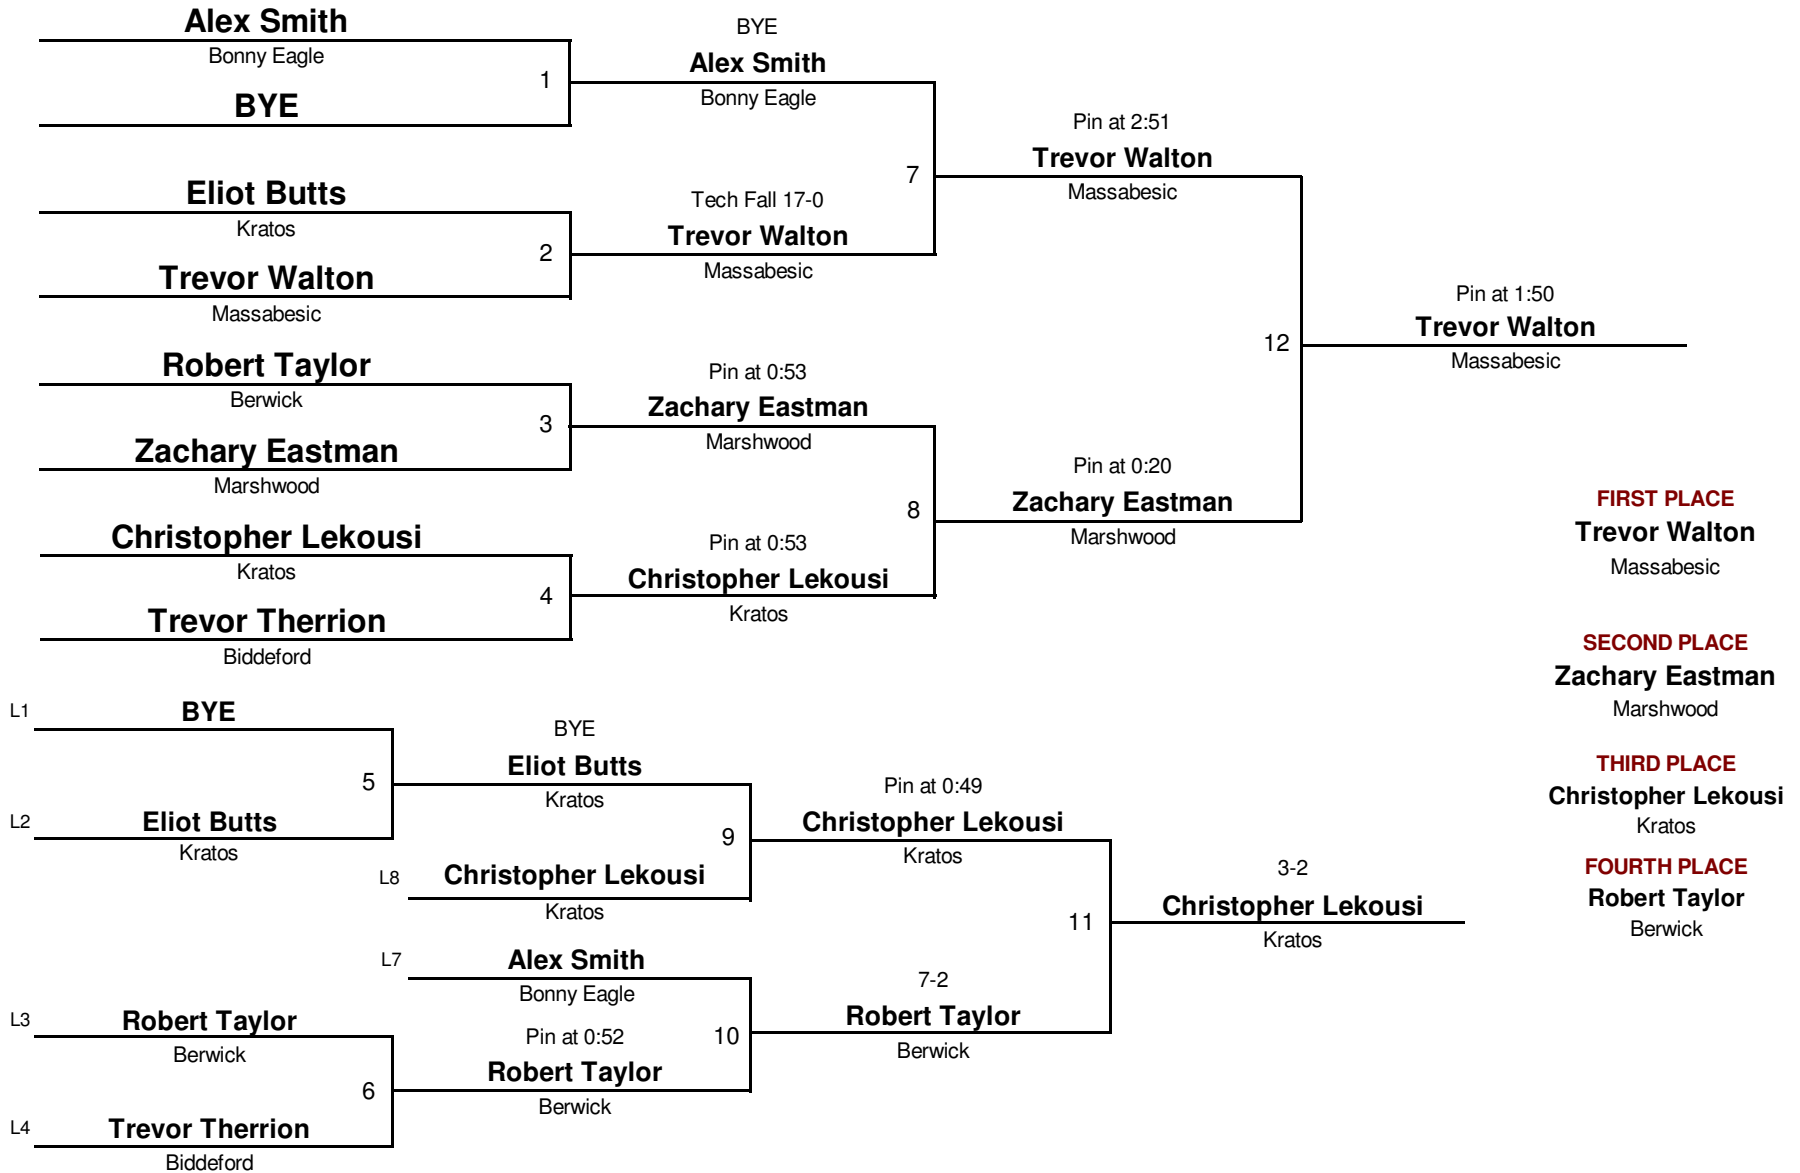 Alex Smith
Bonny Eagle
1
BYE
Eliot Butts
Kratos
2
Trevor Walton
Massabesic
Robert Taylor
Berwick
3
Zachary Eastman
Marshwood
Christopher Lekousi
Kratos
4
Trevor Therrion
Biddeford
BYE
Alex Smith
Bonny Eagle
7
Tech Fall 17-0
Trevor Walton
Massabesic
Pin at 0:53
Zachary Eastman
Marshwood
8
Pin at 0:53
Christopher Lekousi
Kratos
Pin at 2:51
Trevor Walton
Massabesic
12
Pin at 0:20
Zachary Eastman
Marshwood
Pin at 1:50
Trevor Walton
Massabesic
FIRST PLACE
Trevor Walton
Massabesic
SECOND PLACE
Zachary Eastman
Marshwood
THIRD PLACE
Christopher Lekousi
Kratos
FOURTH PLACE
Robert Taylor
Berwick
L1 BYE
5
L2 Eliot Butts
Kratos
L3 Robert Taylor
Berwick
6
L4 Trevor Therrion
Biddeford
BYE
Eliot Butts
Kratos
9
L8 Christopher Lekousi
Kratos
L7 Alex Smith
Bonny Eagle
10
Pin at 0:52
Robert Taylor
Berwick
Pin at 0:49
Christopher Lekousi
Kratos
11
7-2
Robert Taylor
Berwick
3-2
Christopher Lekousi
Kratos